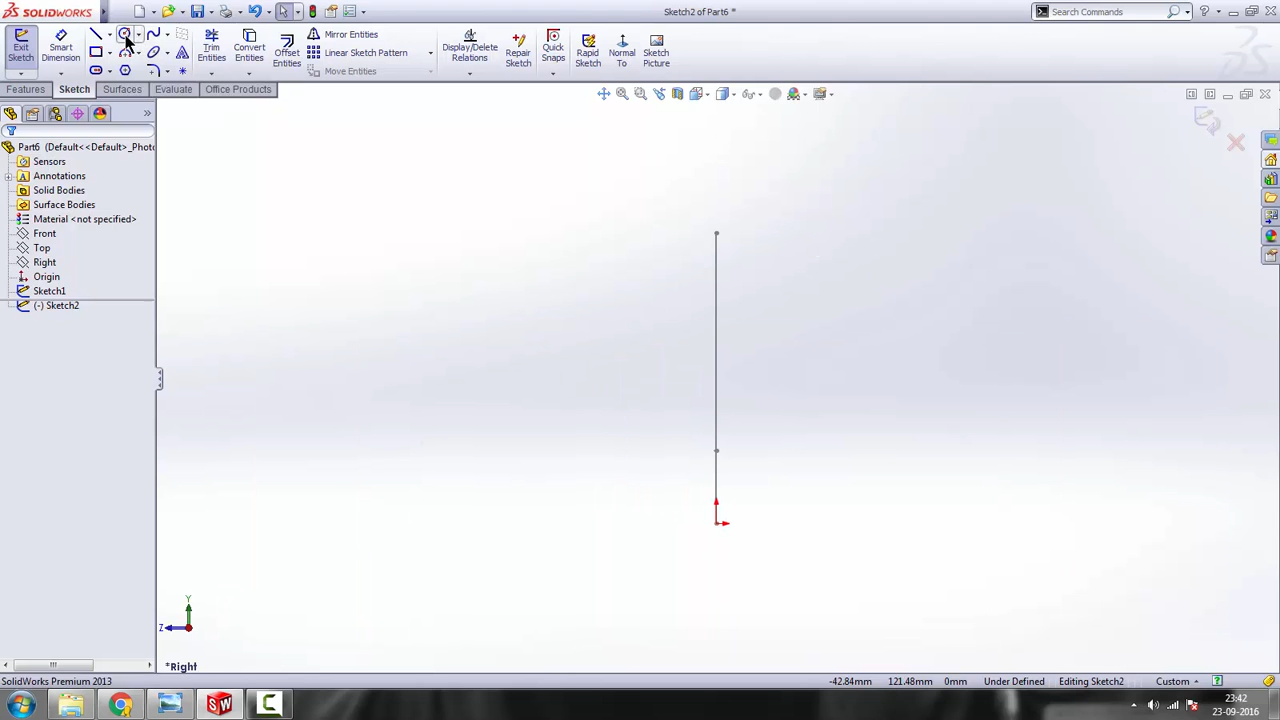 SOLIDWORKS
Sketch2 of Part6 *
Search Commands
Exit Sketch
Smart Dimension
Trim Entities
Convert Entities
Offset Entities
Mirror Entities
Linear Sketch Pattern
Move Entities
Display/Delete Relations
Repair Sketch
Quick Snaps
Rapid Sketch
Normal To
Sketch Picture
Features
Sketch
Surfaces
Evaluate
Office Products
Part6 (Default<<Default>_Photo
Sensors
Annotations
Solid Bodies
Surface Bodies
Material <not specified>
Front
Top
Right
Origin
Sketch1
(-) Sketch2
Y
Z
*Right
SolidWorks Premium 2013
-42.84mm
121.48mm
0mm
Under Defined
Editing Sketch2
Custom
23:42
23-09-2016